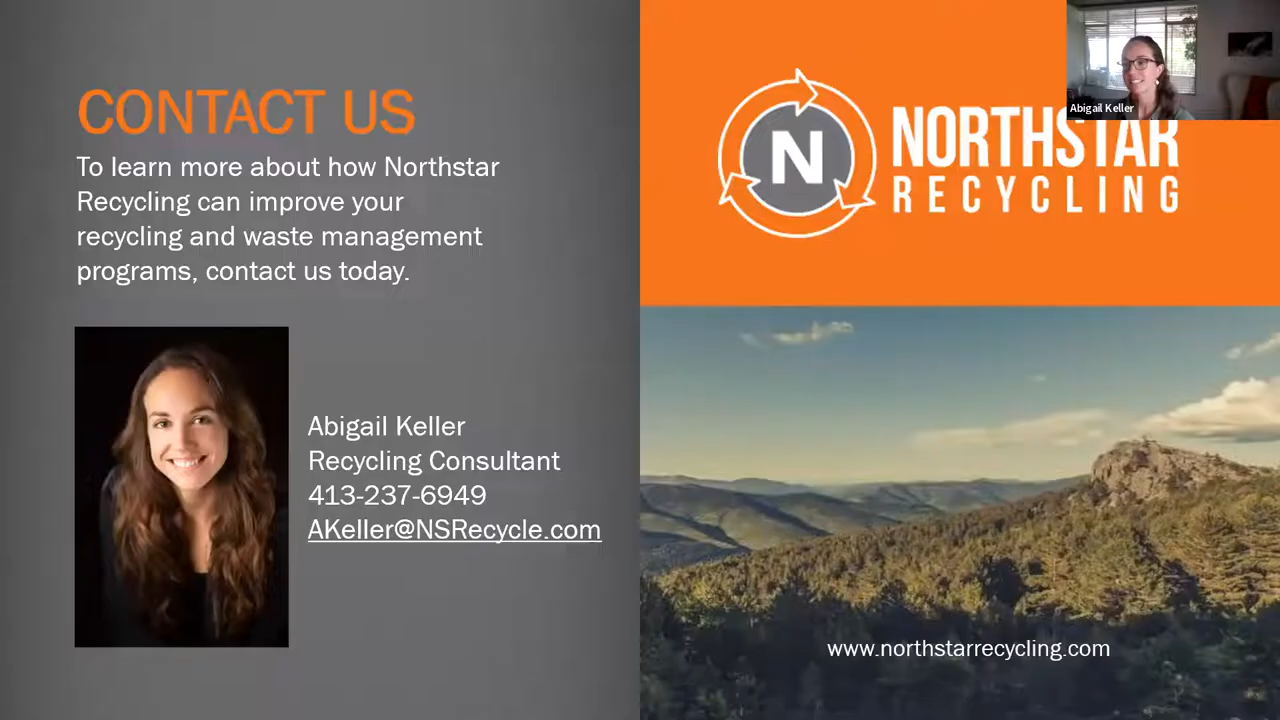 CONTACT US
To learn more about how Northstar
Recycling can improve your
recycling and waste management
programs, contact us today.
Abigail Keller
Recycling Consultant
413-237-6949
AKeller@NSRecycle.com
N
NORTHSTAR
RECYCLING
Abigail Keller
www.northstarrecycling.com